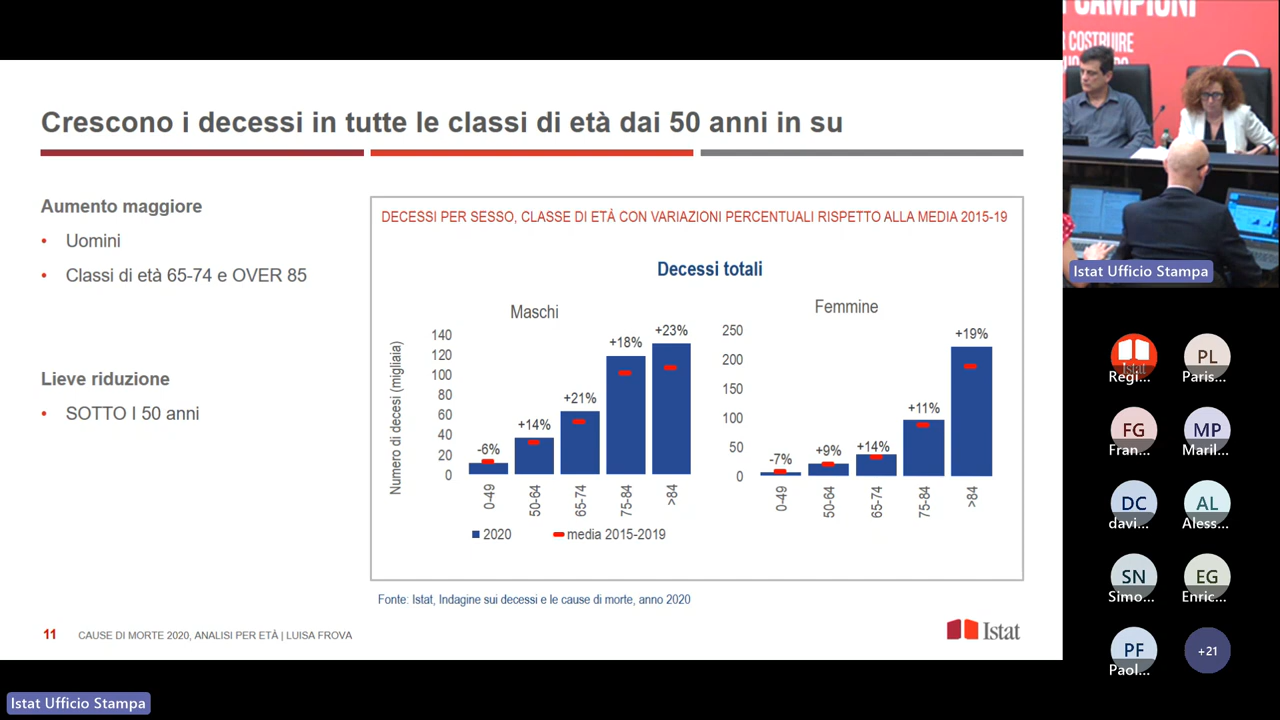 Crescono i decessi in tutte le classi di età dai 50 anni in su
Aumento maggiore
• Uomini
• Classi di età 65-74 e OVER 85
Lieve riduzione
• SOTTO I 50 anni
DECESSI PER SESSO, CLASSE DI ETÀ CON VARIAZIONI PERCENTUALI RISPETTO ALLA MEDIA 2015-19
Decessi totali
Maschi
Numero di decesi (migliaia)
140
120
100
80
60
40
20
0
-6%
+14%
+21%
+18%
+23%
0-49
50-64
65-74
75-84
>84
2020
media 2015-2019
Femmine
250
200
150
100
50
0
-7%
+9%
+14%
+11%
+19%
0-49
50-64
65-74
75-84
>84
Fonte: Istat, Indagine sui decessi e le cause di morte, anno 2020
11 CAUSE DI MORTE 2020, ANALISI PER ETÀ | LUISA FROVA
Istat
Istat Ufficio Stampa
CAMPIONI
COSTRUIRE
Istat Ufficio Stampa
Istat
Regi...
PL
Paris...
FG
Fran...
MP
Maril...
DC
davi...
AL
Aless...
SN
Simo...
EG
Enric...
PF
Paol...
+21